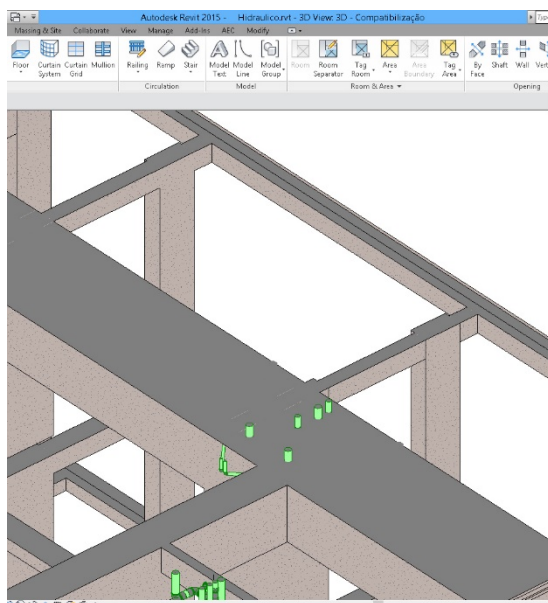 Autodesk Revit 2015 - Hidraulico.rvt - 3D View: 3D - Compatibilização
Massing & Site Collaborate View Manage Add-Ins AEC Modify
Floor Curtain System Curtain Grid Mullion Railing Ramp Stair Model Text Model Line Model Group Room Room Separator Tag Room Area Area Boundary Tag Area By Face Shaft Wall
Circulation Model Room & Area Opening